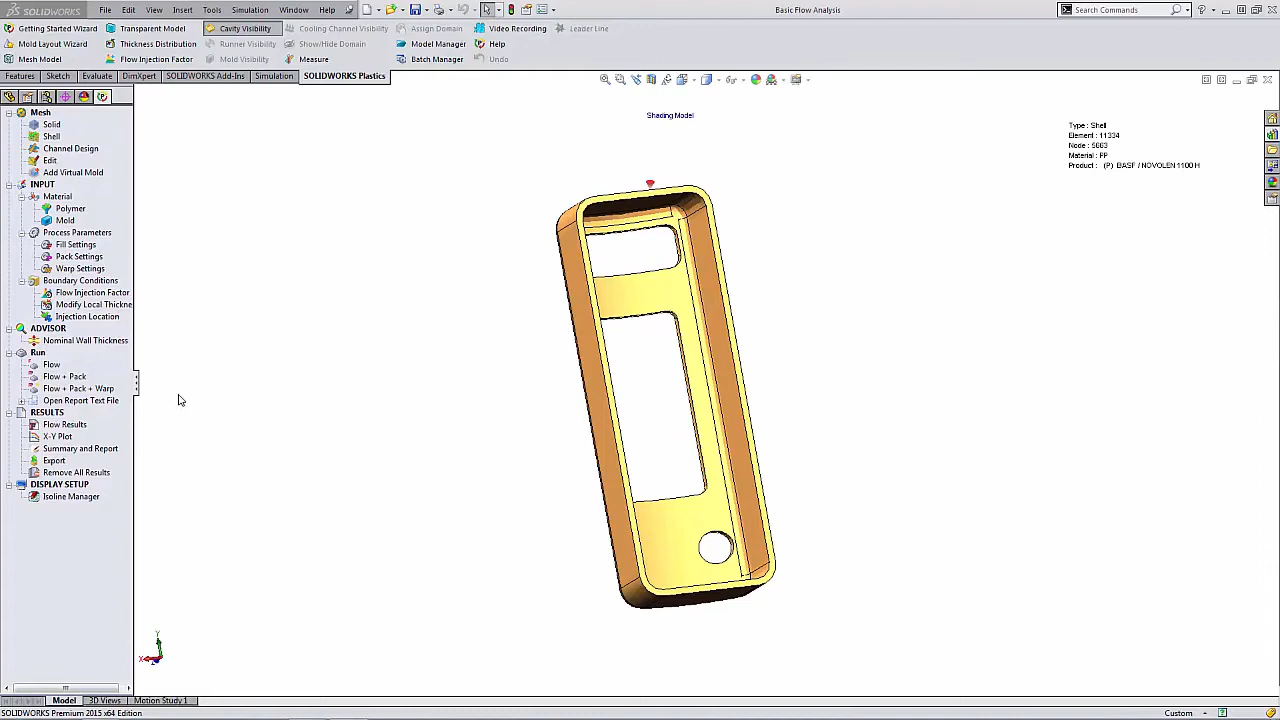 SOLIDWORKS
File Edit View Insert Tools Simulation Window Help
Basic Flow Analysis
Search Commands
Getting Started Wizard Transparent Model Cavity Visibility Cooling Channel Visibility Assign Domain Video Recording Leader Line
Mold Layout Wizard Thickness Distribution Runner Visibility Show/Hide Domain Model Manager Help
Mesh Model Flow Injection Factor Mold Visibility Measure Batch Manager Undo
Features Sketch Evaluate DimXpert SOLIDWORKS Add-Ins Simulation SOLIDWORKS Plastics
Mesh
Solid
Shell
Channel Design
Edit
Add Virtual Mold
INPUT
Material
Polymer
Mold
Process Parameters
Fill Settings
Pack Settings
Warp Settings
Boundary Conditions
Flow Injection Factor
Modify Local Thickne
Injection Location
ADVISOR
Nominal Wall Thickness
Run
Flow
Flow + Pack
Flow + Pack + Warp
Open Report Text File
RESULTS
Flow Results
X-Y Plot
Summary and Report
Export
Remove All Results
DISPLAY SETUP
Isoline Manager
Shading Model
Type : Shell
Element : 11334
Node : 5663
Material : PP
Product : (P) BASF / NOVOLEN 1100 H
Y
X
Z
Model 3D Views Motion Study 1
SOLIDWORKS Premium 2015 x64 Edition
Custom